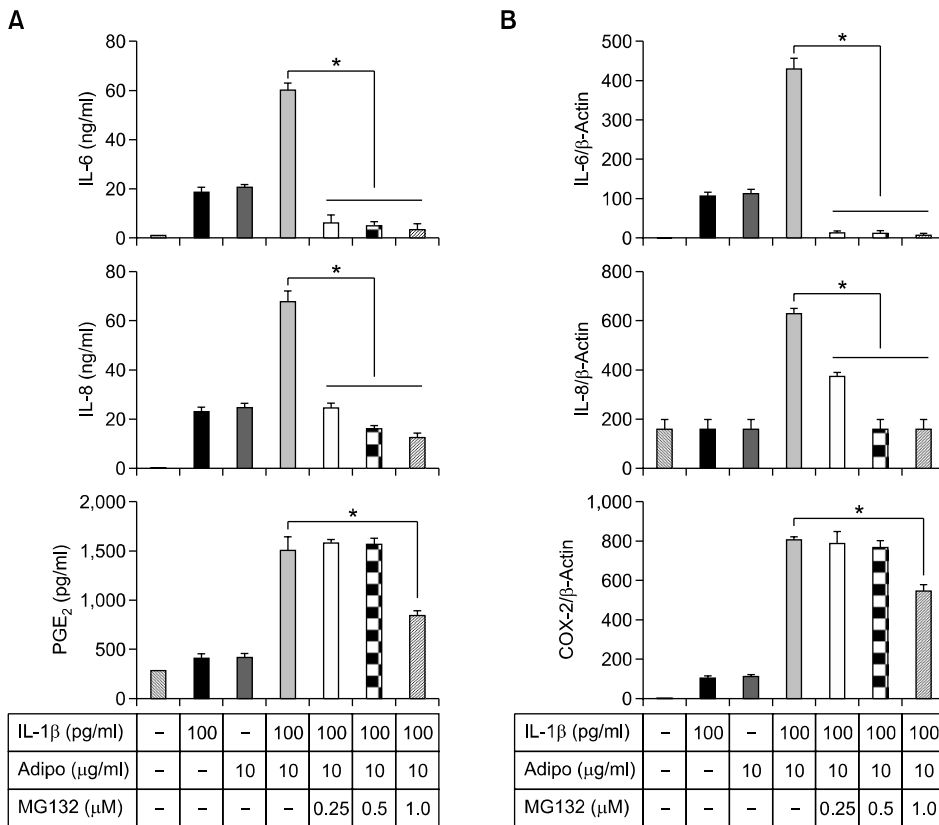 A
B
IL-6 (ng/ml)
80
60
40
20
0
*
IL-6/β-Actin
500
400
300
200
100
0
*
IL-8 (ng/ml)
80
60
40
20
0
*
IL-8/β-Actin
800
600
400
200
0
*
PGE2 (pg/ml)
2,000
1,500
1,000
500
0
*
COX-2/β-Actin
1,000
800
600
400
200
0
*
IL-1β (pg/ml) – 100 – 100 100 100 100
Adipo (μg/ml) – – 10 10 10 10 10
MG132 (μM) – – – – 0.25 0.5 1.0
IL-1β (pg/ml) – 100 – 100 100 100 100
Adipo (μg/ml) – – 10 10 10 10 10
MG132 (μM) – – – – 0.25 0.5 1.0